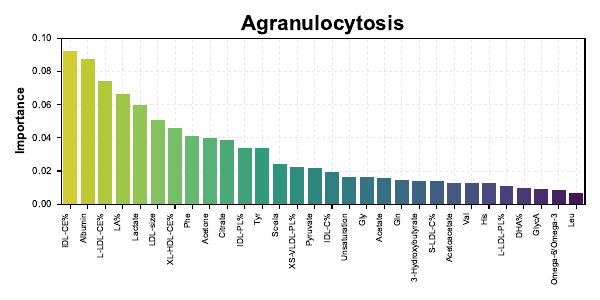 Agranulocytosis
Importance
0.10
0.08
0.06
0.04
0.02
0.00
IDL-CE%
Albumin
L-LDL-CE%
LA%
Lactate
LDL-size
XL-HDL-CE%
Phe
Acetone
Citrate
IDL-PL%
Tyr
Sc-ala
XS-VLDL-PL%
Pyruvate
IDL-C%
Unsaturation
Gly
Acetate
Gln
3-Hydroxybutyrate
S-LDL-C%
Acetoacetate
Val
His
L-LDL-PL%
DHA%
GlycA
Omega-6/Omega-3
Leu